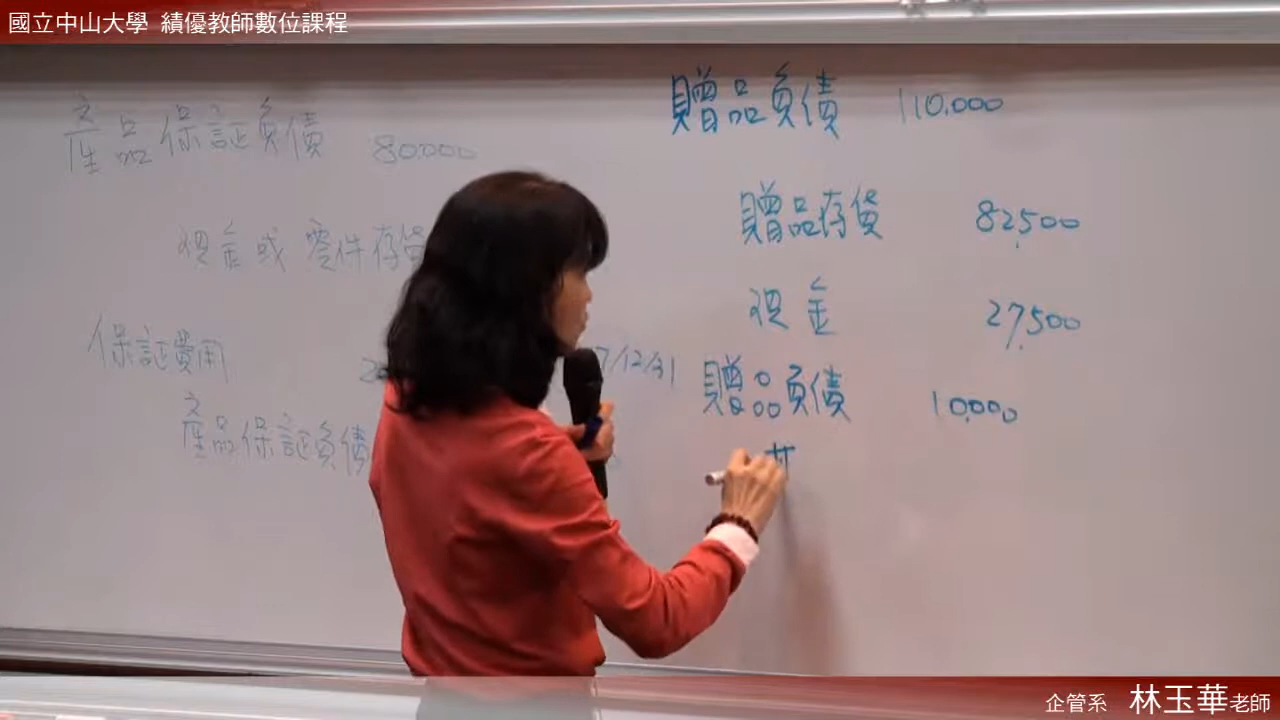 國立中山大學 績優教師數位課程
產品保証負債 80,000
現金或零件存貨
保証費用
7/12/31
產品保証負債
贈品負債 110,000
贈品存貨 82,500
現金 27,500
贈品負債 10,000
企管系 林玉華老師